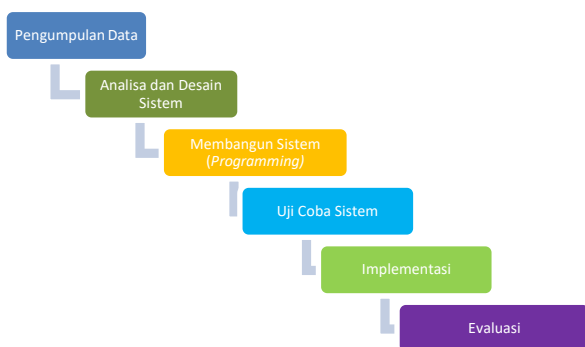 Pengumpulan Data
Analisa dan Desain
Sistem
Membangun Sistem
(Programming)
Uji Coba Sistem
Implementasi
Evaluasi